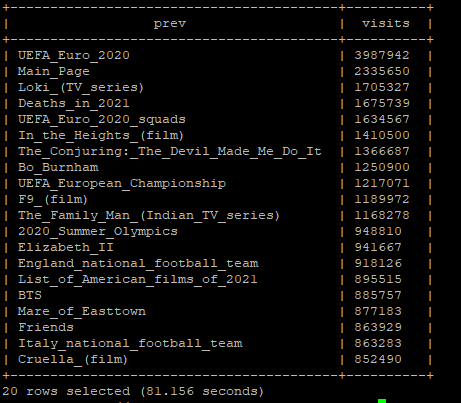 +---------------------------------------+----------+
| prev | visits |
+---------------------------------------+----------+
| UEFA_Euro_2020 | 3987942 |
| Main_Page | 2335650 |
| Loki_(TV_series) | 1705327 |
| Deaths_in_2021 | 1675739 |
| UEFA_Euro_2020_squads | 1634567 |
| In_the_Heights_(film) | 1410500 |
| The_Conjuring:_The_Devil_Made_Me_Do_It | 1366687 |
| Bo_Burnham | 1250900 |
| UEFA_European_Championship | 1217071 |
| F9_(film) | 1189972 |
| The_Family_Man_(Indian_TV_series) | 1168278 |
| 2020_Summer_Olympics | 948810 |
| Elizabeth_II | 941667 |
| England_national_football_team | 918126 |
| List_of_American_films_of_2021 | 895515 |
| BTS | 885757 |
| Mare_of_Easttown | 877183 |
| Friends | 863929 |
| Italy_national_football_team | 863283 |
| Cruella_(film) | 852490 |
+---------------------------------------+----------+
20 rows selected (81.156 seconds)